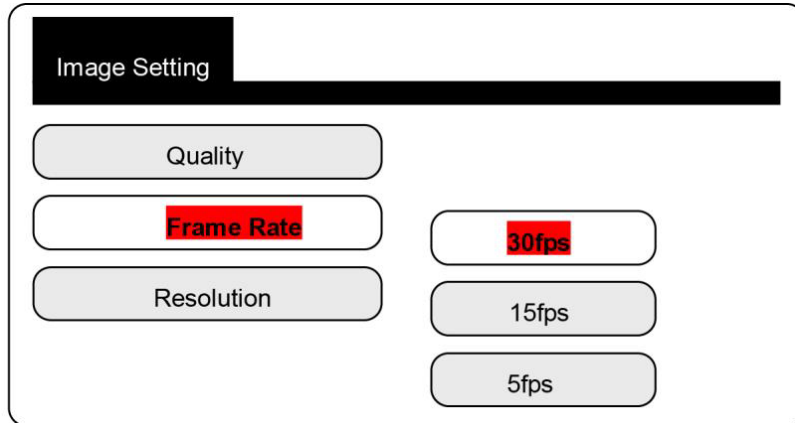 Image Setting
Quality
Frame Rate
30fps
Resolution
15fps
5fps